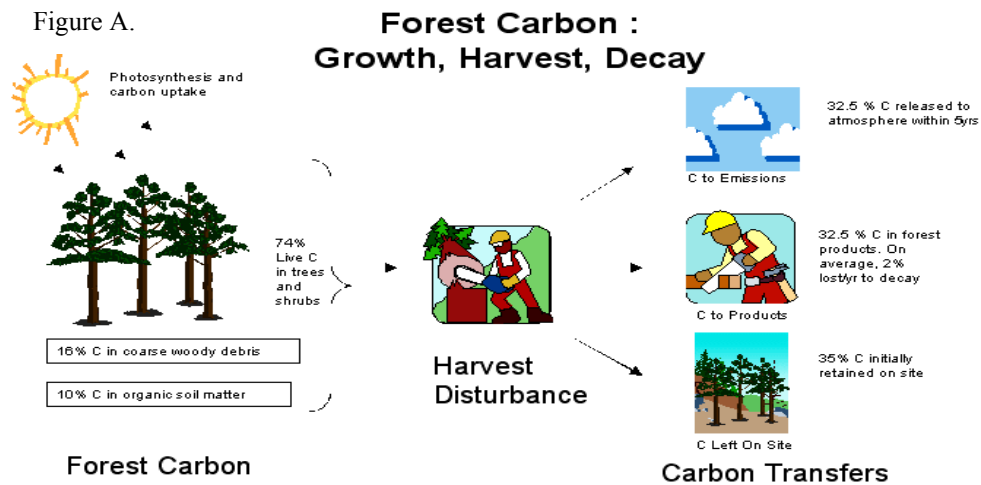 Figure A.
Forest Carbon :
Growth, Harvest, Decay
Photosynthesis and
carbon uptake
74%
Live C
in trees
and
shrubs
16% C in coarse woody debris
10% C in organic soil matter
Forest Carbon
Harvest
Disturbance
32.5 % C released to
atmosphere within 5yrs
C to Emissions
32.5 % C in forest
products. On
average, 2%
lost/yr to decay
C to Products
35% C initially
retained on site
C Left On Site
Carbon Transfers